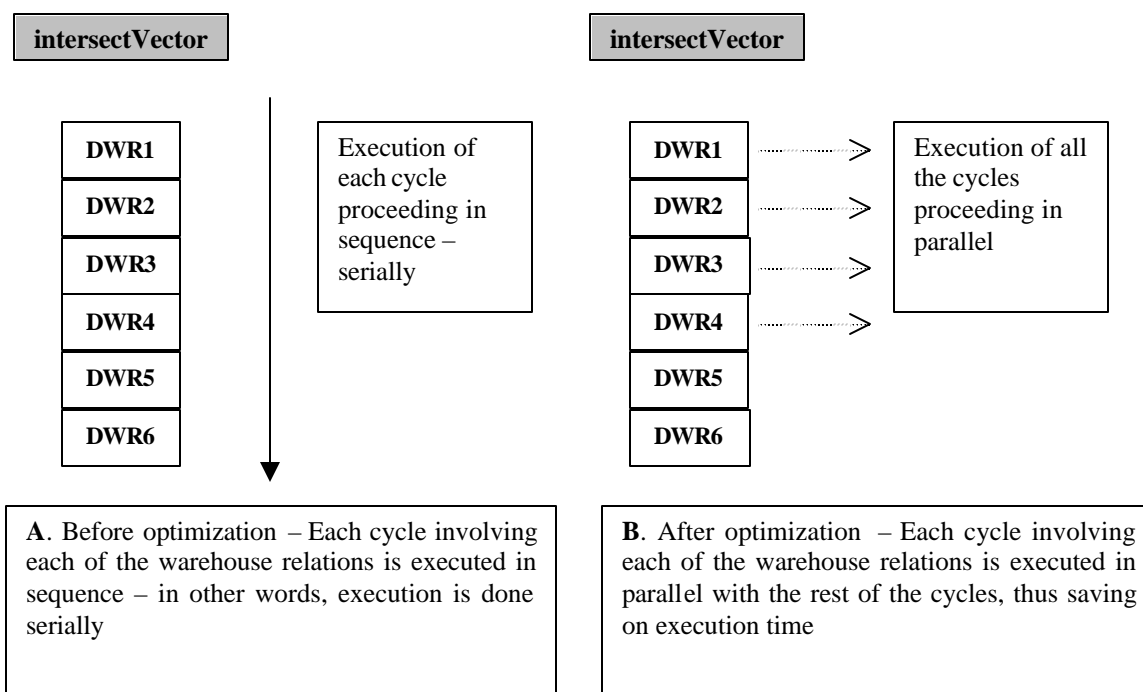 intersectVector
DWR1
DWR2
DWR3
DWR4
DWR5
DWR6
Execution of
each cycle
proceeding in
sequence –
serially
A. Before optimization – Each cycle involving
each of the warehouse relations is executed in
sequence – in other words, execution is done
serially
intersectVector
DWR1
DWR2
DWR3
DWR4
DWR5
DWR6
Execution of all
the cycles
proceeding in
parallel
B. After optimization – Each cycle involving
each of the warehouse relations is executed in
parallel with the rest of the cycles, thus saving
on execution time